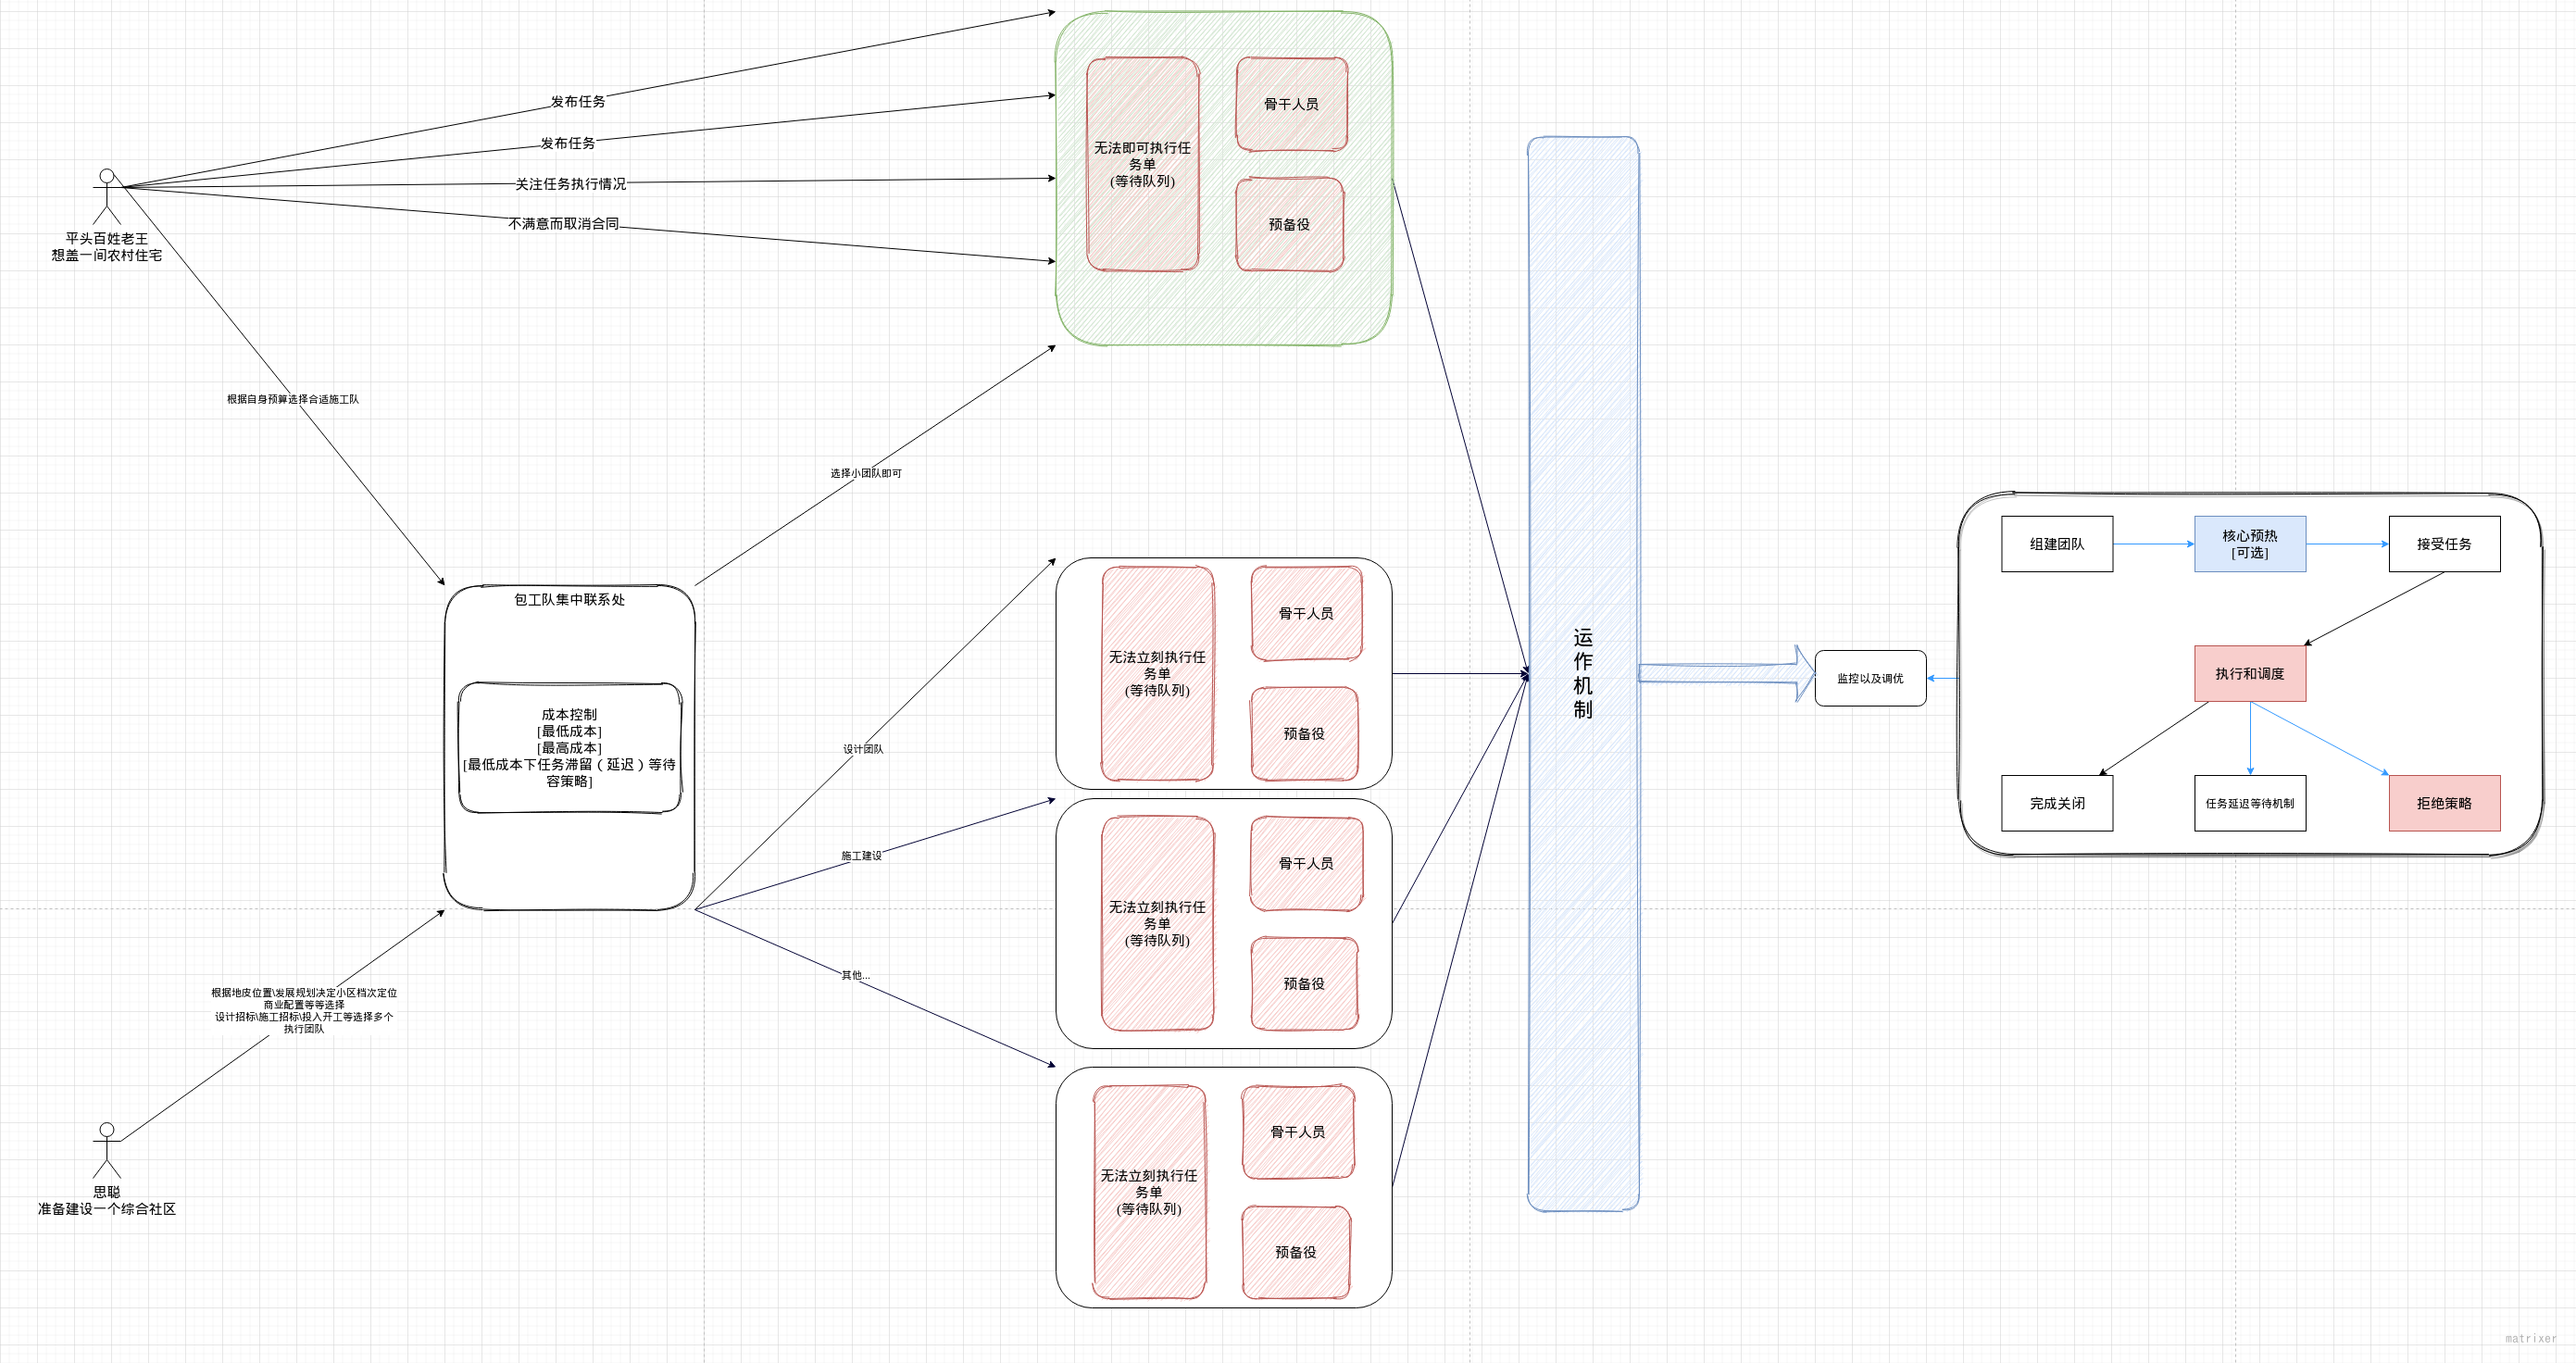 发布任务
发布任务
关注任务执行情况
不满意而取消合同
平头百姓老王
想盖一间农村住宅
根据自身预算选择合适施工队
选择小团队即可
无法即可执行任
务单
(等待队列)
骨干人员
预备役
包工队集中联系处
成本控制
[最低成本]
[最高成本]
[最低成本下任务滞留（延迟）等待
容策略]
设计团队
施工建设
其他...
根据地皮位置\发展规划决定小区档次定位
商业配置等等选择
设计招标\施工招标\投入开工等选择多个
执行团队
思聪
准备建设一个综合社区
无法立刻执行任
务单
(等待队列)
骨干人员
预备役
无法立刻执行任
务单
(等待队列)
骨干人员
预备役
无法立刻执行任
务单
(等待队列)
骨干人员
预备役
运
作
机
制
监控以及调优
组建团队
核心预热
[可选]
接受任务
执行和调度
完成关闭
任务延迟等待机制
拒绝策略
matrixer